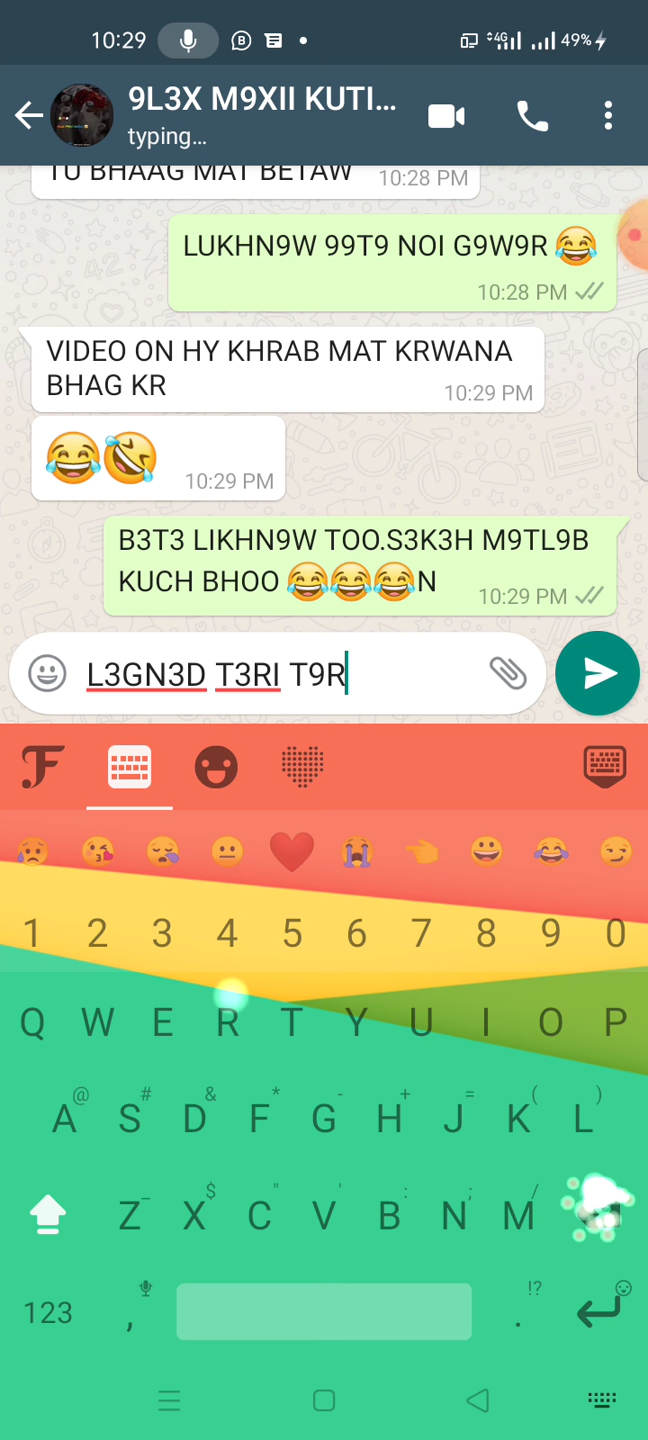 10:29
4G
49%
9L3X M9XII KUTI...
typing...
TU BHAAG MAT BETAW 10:28 PM
LUKHN9W 99T9 NOI G9W9R 😂
10:28 PM
VIDEO ON HY KHRAB MAT KRWANA
BHAG KR 10:29 PM
😂🤣 10:29 PM
B3T3 LIKHN9W TOO.S3K3H M9TL9B
KUCH BHOO 😂😂😂N 10:29 PM
L3GN3D T3RI T9R
F
1 2 3 4 5 6 7 8 9 0
Q W E R T Y U I O P
@ # & * - + = ( )
A S D F G H J K L
_ $ " ' : ; /
Z X C V B N M
!?
123 , .